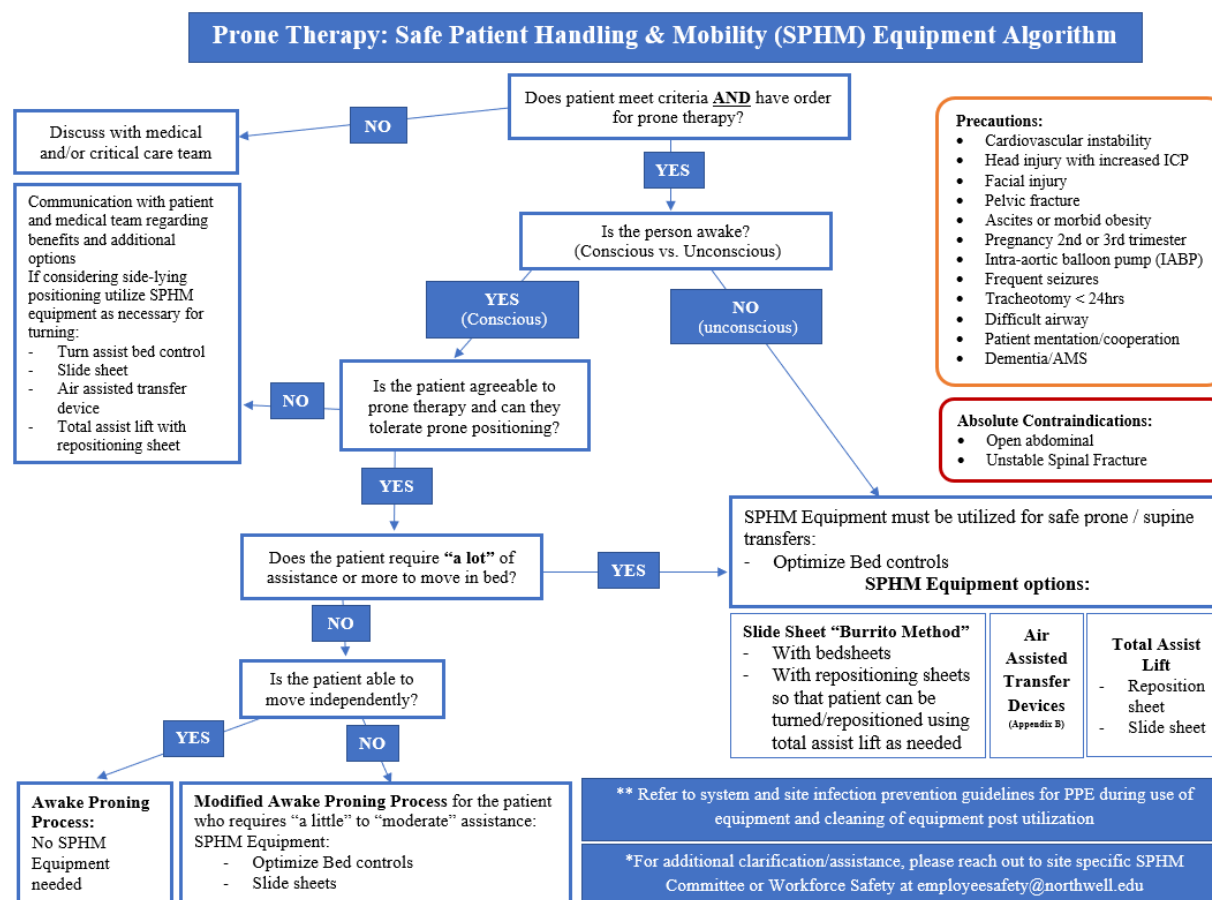 Prone Therapy: Safe Patient Handling & Mobility (SPHM) Equipment Algorithm
Does patient meet criteria AND have order
for prone therapy?
NO
Discuss with medical
and/or critical care team
YES
Communication with patient
and medical team regarding
benefits and additional
options
If considering side-lying
positioning utilize SPHM
equipment as necessary for
turning:
- Turn assist bed control
- Slide sheet
- Air assisted transfer
device
- Total assist lift with
repositioning sheet
Is the person awake?
(Conscious vs. Unconscious)
YES
(Conscious)
NO
(unconscious)
Is the patient agreeable to
prone therapy and can they
tolerate prone positioning?
NO
YES
Precautions:
• Cardiovascular instability
• Head injury with increased ICP
• Facial injury
• Pelvic fracture
• Ascites or morbid obesity
• Pregnancy 2nd or 3rd trimester
• Intra-aortic balloon pump (IABP)
• Frequent seizures
• Tracheotomy < 24hrs
• Difficult airway
• Patient mentation/cooperation
• Dementia/AMS
Absolute Contraindications:
• Open abdominal
• Unstable Spinal Fracture
Does the patient require “a lot” of
assistance or more to move in bed?
YES
NO
SPHM Equipment must be utilized for safe prone / supine
transfers:
- Optimize Bed controls
SPHM Equipment options:
Slide Sheet “Burrito Method”
- With bedsheets
- With repositioning sheets
so that patient can be
turned/repositioned using
total assist lift as needed
Air
Assisted
Transfer
Devices
(Appendix B)
Total Assist
Lift
- Reposition
sheet
- Slide sheet
Is the patient able to
move independently?
YES
NO
Awake Proning
Process:
No SPHM
Equipment
needed
Modified Awake Proning Process for the patient
who requires “a little” to “moderate” assistance:
SPHM Equipment:
- Optimize Bed controls
- Slide sheets
** Refer to system and site infection prevention guidelines for PPE during use of
equipment and cleaning of equipment post utilization
*For additional clarification/assistance, please reach out to site specific SPHM
Committee or Workforce Safety at employeesafety@northwell.edu